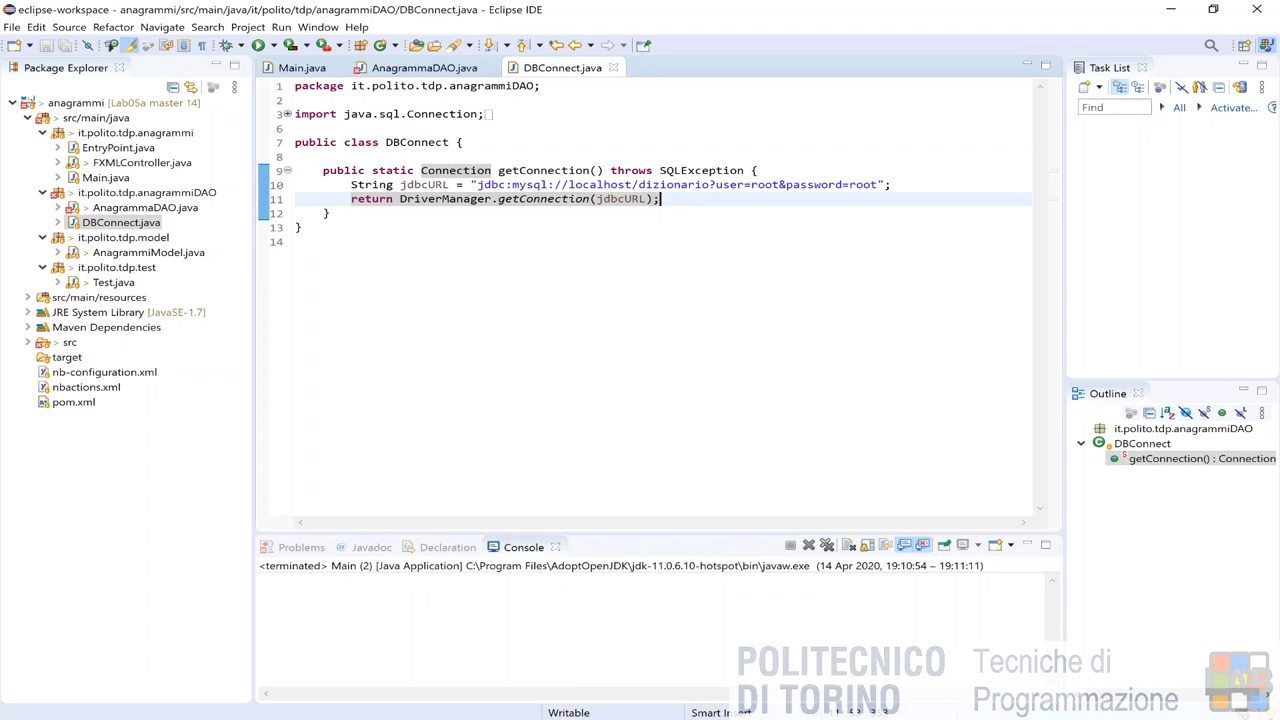 eclipse-workspace - anagrammi/src/main/java/it/polito/tdp/anagrammiDAO/DBConnect.java - Eclipse IDE
File Edit Source Refactor Navigate Search Project Run Window Help
Package Explorer
Main.java
AnagrammaDAO.java
DBConnect.java
Task List
Find
All
Activate...
anagrammi [Lab05a master 14]
src/main/java
it.polito.tdp.anagrammi
EntryPoint.java
FXMLController.java
Main.java
it.polito.tdp.anagrammiDAO
AnagrammaDAO.java
DBConnect.java
it.polito.tdp.model
AnagrammiModel.java
it.polito.tdp.test
Test.java
src/main/resources
JRE System Library [JavaSE-1.7]
Maven Dependencies
src
target
nb-configuration.xml
nbactions.xml
pom.xml
1 package it.polito.tdp.anagrammiDAO;
2
3 import java.sql.Connection;
6
7 public class DBConnect {
8
9 public static Connection getConnection() throws SQLException {
10 String jdbcURL = "jdbc:mysql://localhost/dizionario?user=root&password=root";
11 return DriverManager.getConnection(jdbcURL);
12 }
13 }
14
Outline
it.polito.tdp.anagrammiDAO
DBConnect
getConnection() : Connection
Problems
Javadoc
Declaration
Console
<terminated> Main (2) [Java Application] C:\Program Files\AdoptOpenJDK\jdk-11.0.6.10-hotspot\bin\javaw.exe (14 Apr 2020, 19:10:54 – 19:11:11)
POLITECNICO
DI TORINO
Tecniche di
Programmazione
Writable
Smart Insert